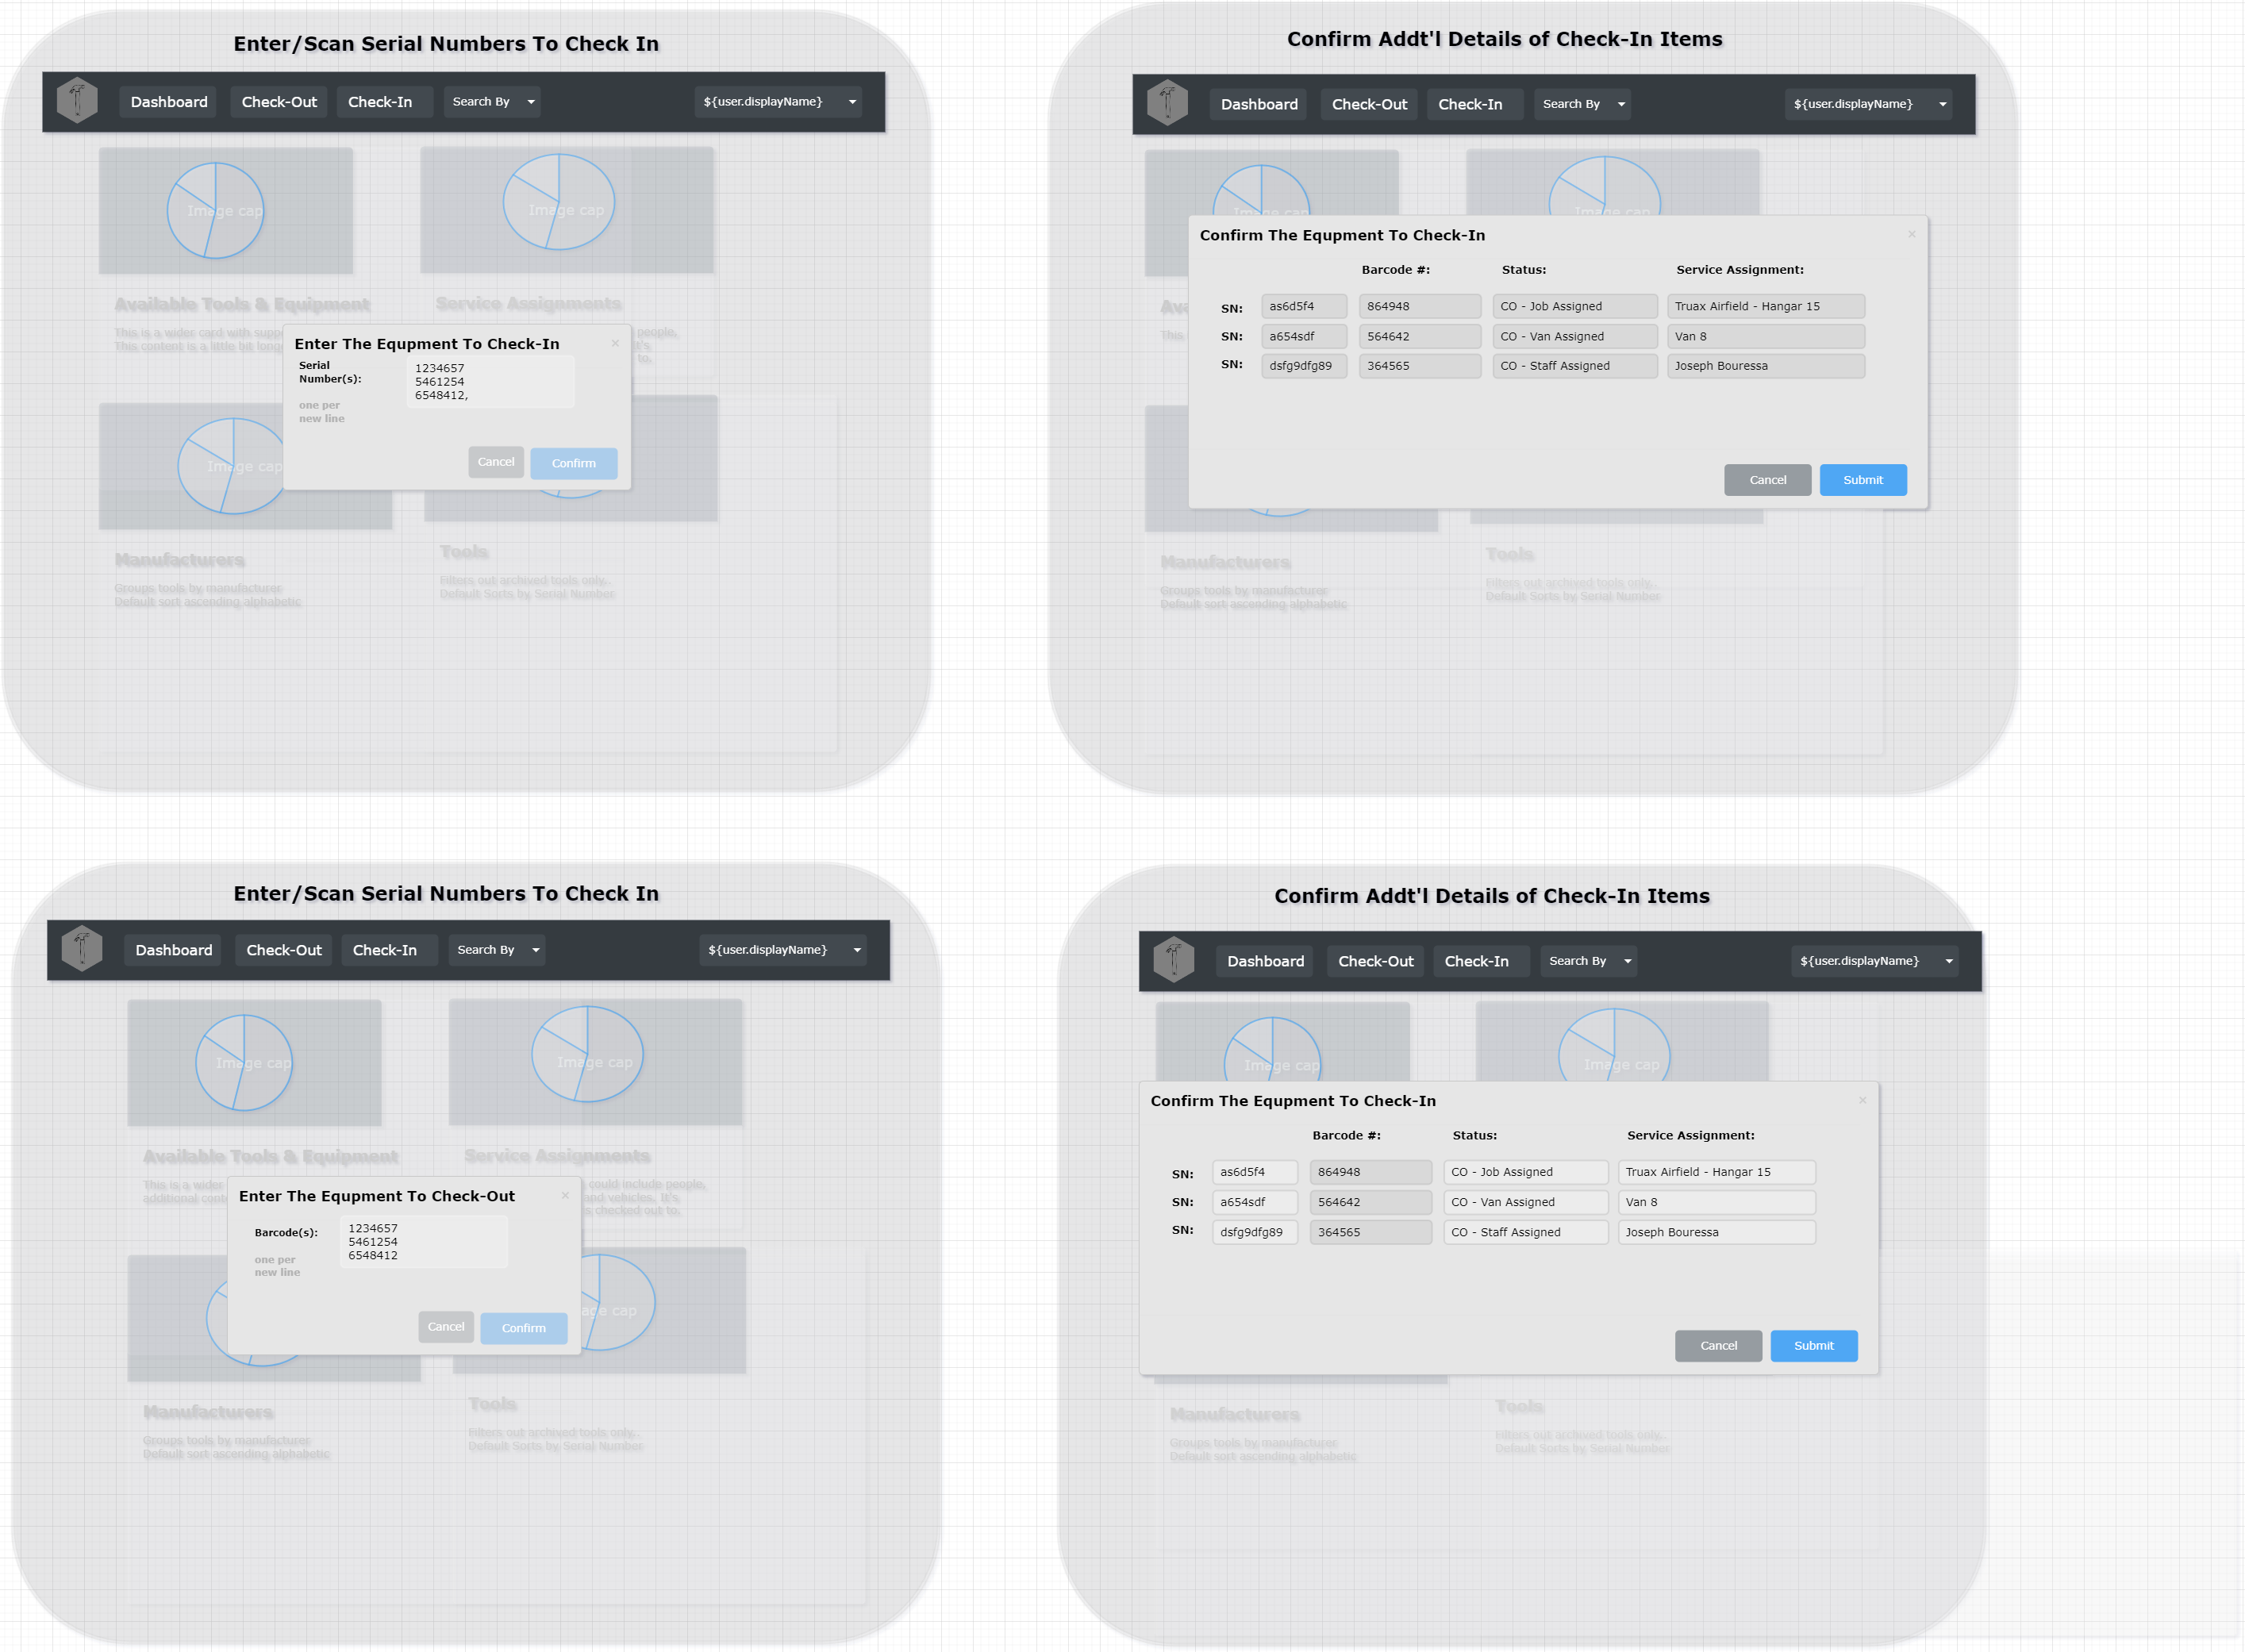 Enter/Scan Serial Numbers To Check In
Dashboard Check-Out Check-In Search By ${user.displayName}
Image cap Image cap
Available Tools & Equipment Service Assignments
This is a wider card with supp people,
This content is a little bit long it's
to.
Enter The Equpment To Check-In ×
Serial
Number(s):
one per
new line
1234657
5461254
6548412,
Cancel Confirm
Image cap
Manufacturers
Groups tools by manufacturer
Default sort ascending alphabetic
Tools
Filters out archived tools only..
Default Sorts by Serial Number
Confirm Addt'l Details of Check-In Items
Dashboard Check-Out Check-In Search By ${user.displayName}
Image cap Image cap
Ava
This
Confirm The Equpment To Check-In ×
Barcode #: Status: Service Assignment:
SN: as6d5f4 864948 CO - Job Assigned Truax Airfield - Hangar 15
SN: a654sdf 564642 CO - Van Assigned Van 8
SN: dsfg9dfg89 364565 CO - Staff Assigned Joseph Bouressa
Cancel Submit
Manufacturers
Groups tools by manufacturer
Default sort ascending alphabetic
Tools
Filters out archived tools only..
Default Sorts by Serial Number
Enter/Scan Serial Numbers To Check In
Dashboard Check-Out Check-In Search By ${user.displayName}
Image cap Image cap
Available Tools & Equipment Service Assignments
This is a wider could include people,
additional cont and vehicles. It's
s checked out to.
Enter The Equpment To Check-Out ×
Barcode(s):
one per
new line
1234657
5461254
6548412
Cancel Confirm
age cap
Manufacturers
Groups tools by manufacturer
Default sort ascending alphabetic
Tools
Filters out archived tools only..
Default Sorts by Serial Number
Confirm Addt'l Details of Check-In Items
Dashboard Check-Out Check-In Search By ${user.displayName}
Image cap Image cap
Confirm The Equpment To Check-In ×
Barcode #: Status: Service Assignment:
SN: as6d5f4 864948 CO - Job Assigned Truax Airfield - Hangar 15
SN: a654sdf 564642 CO - Van Assigned Van 8
SN: dsfg9dfg89 364565 CO - Staff Assigned Joseph Bouressa
Cancel Submit
Manufacturers
Groups tools by manufacturer
Default sort ascending alphabetic
Tools
Filters out archived tools only..
Default Sorts by Serial Number